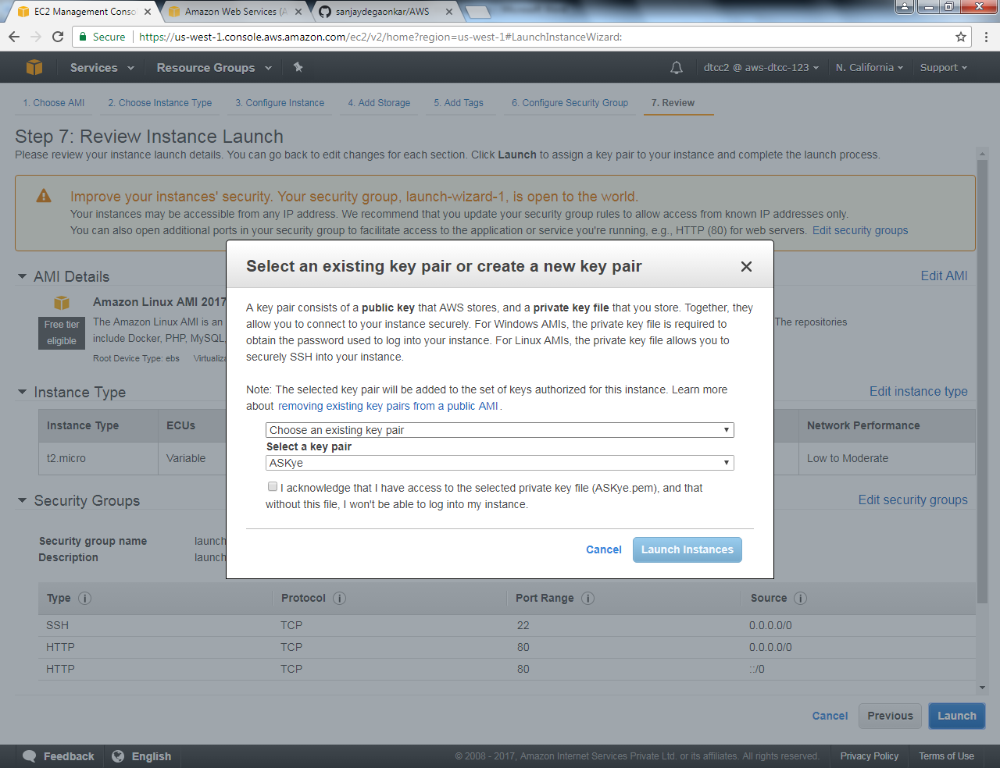 EC2 Management Conso
Amazon Web Services (A
sanjaydegaonkar/AWS
Secure
https://us-west-1.console.aws.amazon.com/ec2/v2/home?region=us-west-1#LaunchInstanceWizard:
Services
Resource Groups
dtcc2 @ aws-dtcc-123
N. California
Support
1. Choose AMI
2. Choose Instance Type
3. Configure Instance
4. Add Storage
5. Add Tags
6. Configure Security Group
7. Review
Step 7: Review Instance Launch
Please review your instance launch details. You can go back to edit changes for each section. Click Launch to assign a key pair to your instance and complete the launch process.
Improve your instances' security. Your security group, launch-wizard-1, is open to the world.
Your instances may be accessible from any IP address. We recommend that you update your security group rules to allow access from known IP addresses only.
You can also open additional ports in your security group to facilitate access to the application or service you're running, e.g., HTTP (80) for web servers. Edit security groups
AMI Details
Edit AMI
Free tier
eligible
Amazon Linux AMI 2017
The Amazon Linux AMI is an
The repositories
include Docker, PHP, MySQL,
Root Device Type: ebs
Virtualiza
Instance Type
Edit instance type
Instance Type
ECUs
Network Performance
t2.micro
Variable
Low to Moderate
Security Groups
Edit security groups
Security group name
launch
Description
launch
Type
Protocol
Port Range
Source
SSH
TCP
22
0.0.0.0/0
HTTP
TCP
80
0.0.0.0/0
HTTP
TCP
80
::/0
Select an existing key pair or create a new key pair
A key pair consists of a public key that AWS stores, and a private key file that you store. Together, they
allow you to connect to your instance securely. For Windows AMIs, the private key file is required to
obtain the password used to log into your instance. For Linux AMIs, the private key file allows you to
securely SSH into your instance.
Note: The selected key pair will be added to the set of keys authorized for this instance. Learn more
about removing existing key pairs from a public AMI.
Choose an existing key pair
Select a key pair
ASKye
I acknowledge that I have access to the selected private key file (ASKye.pem), and that
without this file, I won't be able to log into my instance.
Cancel
Launch Instances
Cancel
Previous
Launch
Feedback
English
© 2008 - 2017, Amazon Internet Services Private Ltd. or its affiliates. All rights reserved.
Privacy Policy
Terms of Use